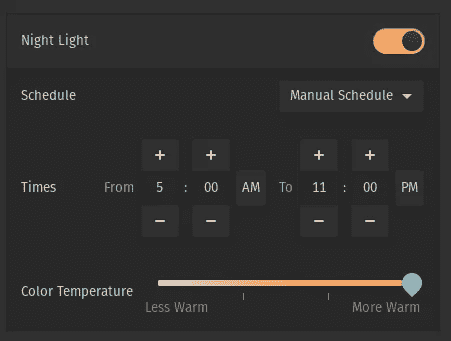 Night Light
Schedule Manual Schedule
+ + + +
Times From 5 : 00 AM To 11 : 00 PM
− − − −
Color Temperature
Less Warm More Warm